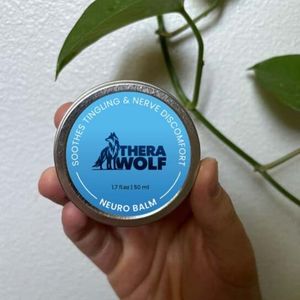 SOOTHES TINGLING & NERVE DISCOMFORT
THERA
WOLF
1.7 fl.oz | 50 ml
NEURO BALM